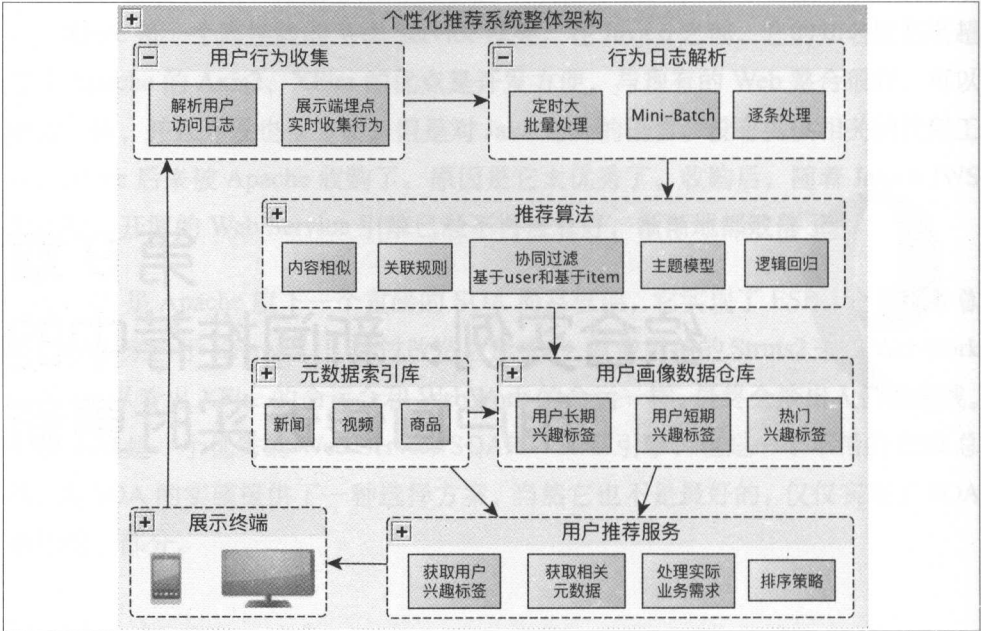 个性化推荐系统整体架构
用户行为收集
解析用户
访问日志
展示端埋点
实时收集行为
行为日志解析
定时大
批量处理
Mini-Batch
逐条处理
推荐算法
内容相似
关联规则
协同过滤
基于user和基于item
主题模型
逻辑回归
元数据索引库
新闻
视频
商品
用户画像数据仓库
用户长期
兴趣标签
用户短期
兴趣标签
热门
兴趣标签
展示终端
用户推荐服务
获取用户
兴趣标签
获取相关
元数据
处理实际
业务需求
排序策略